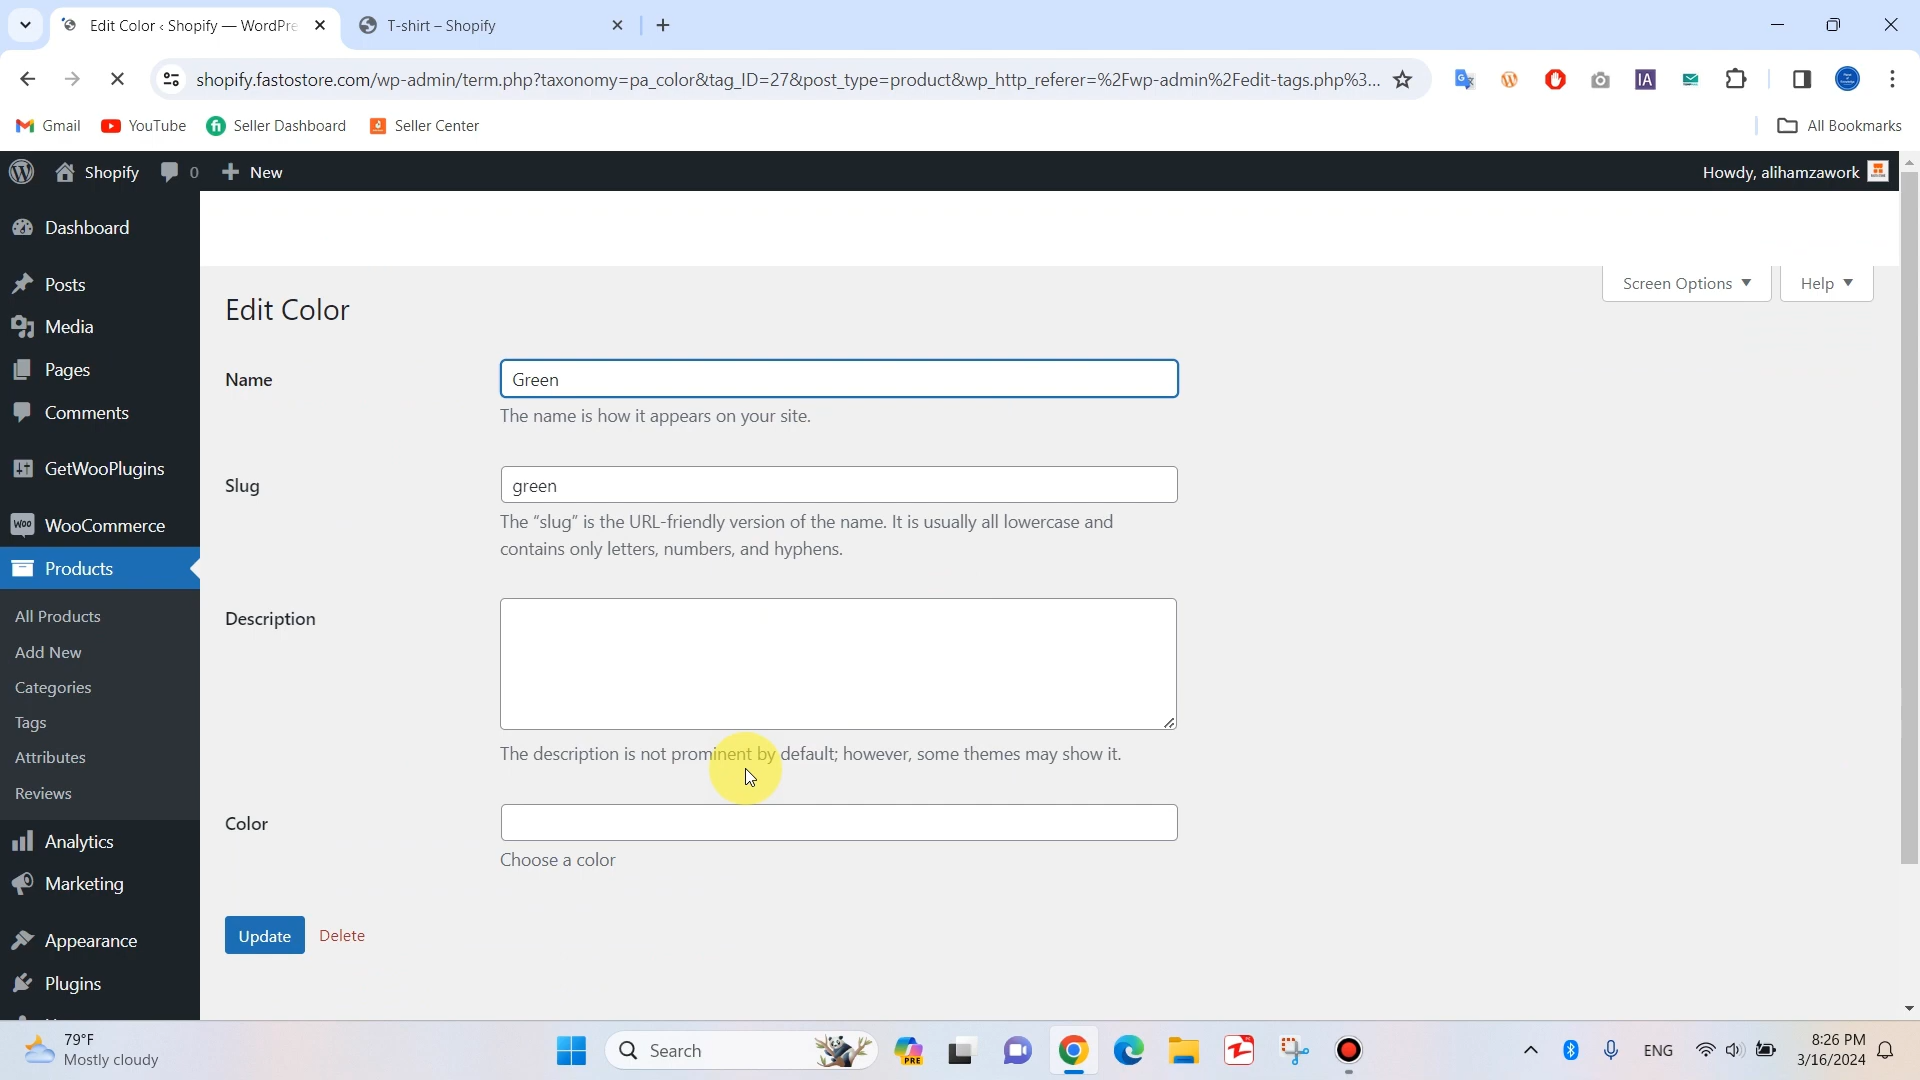 Edit Color ‹ Shopify — WordPre
T-shirt – Shopify
shopify.fastostore.com/wp-admin/term.php?taxonomy=pa_color&tag_ID=27&post_type=product&wp_http_referer=%2Fwp-admin%2Fedit-tags.php%3...
IA
Gmail
YouTube
Seller Dashboard
Seller Center
All Bookmarks
Shopify
0
New
Howdy, alihamzawork
Dashboard
Posts
Media
Pages
Comments
GetWooPlugins
Woo WooCommerce
Products
All Products
Add New
Categories
Tags
Attributes
Reviews
Analytics
Marketing
Appearance
Plugins
Screen Options
Help
Edit Color
Name
Green
The name is how it appears on your site.
Slug
green
The “slug” is the URL-friendly version of the name. It is usually all lowercase and
contains only letters, numbers, and hyphens.
Description
The description is not prominent by default; however, some themes may show it.
Color
Choose a color
Update
Delete
79°F
Mostly cloudy
Search
PRE
ENG
8:26 PM
3/16/2024